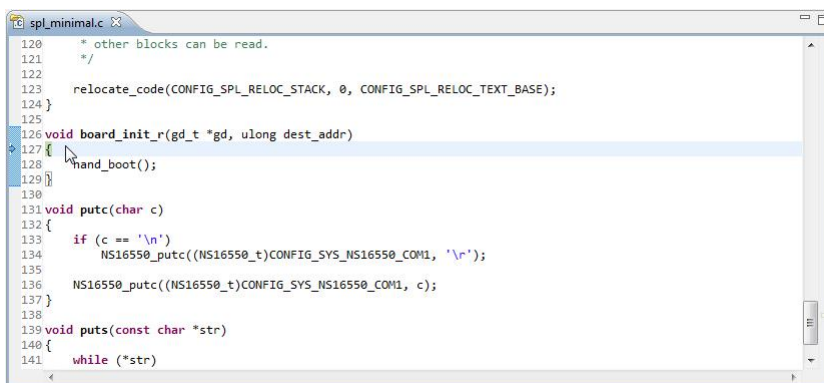 spl_minimal.c
120 * other blocks can be read.
121 */
122
123 relocate_code(CONFIG_SPL_RELOC_STACK, 0, CONFIG_SPL_RELOC_TEXT_BASE);
124 }
125
126 void board_init_r(gd_t *gd, ulong dest_addr)
127 {
128 nand_boot();
129 }
130
131 void putc(char c)
132 {
133 if (c == '\n')
134 NS16550_putc((NS16550_t)CONFIG_SYS_NS16550_COM1, '\r');
135
136 NS16550_putc((NS16550_t)CONFIG_SYS_NS16550_COM1, c);
137 }
138
139 void puts(const char *str)
140 {
141 while (*str)